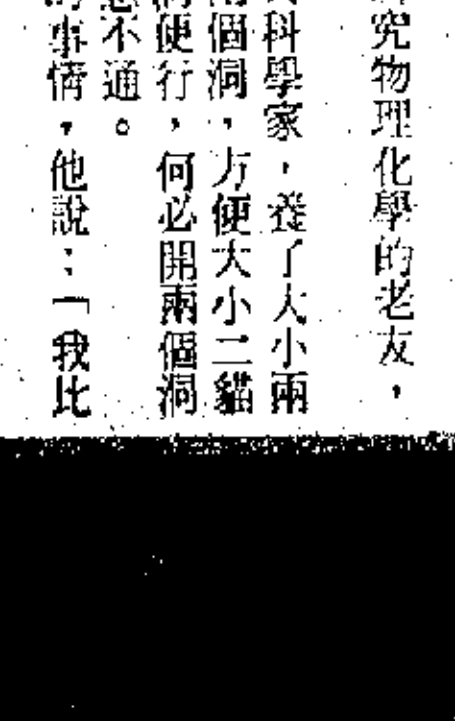 究物理化學的老友，
科學家，養了大小兩
個洞，方便大小二貓
便行，何必開兩個洞
不通。
事情，他說：「我比